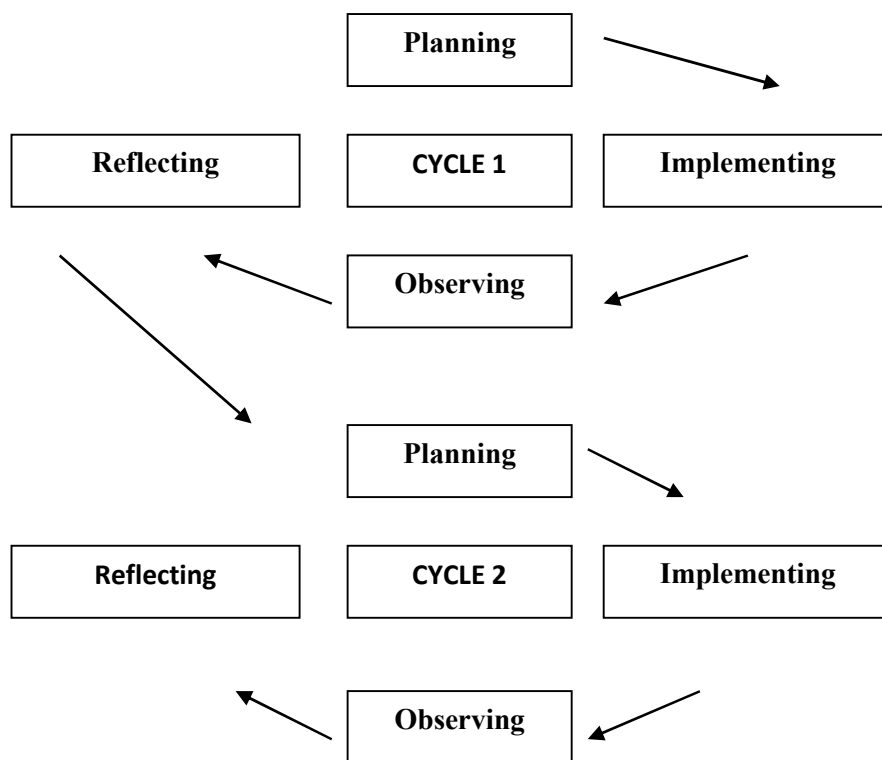 Planning
Reflecting
CYCLE 1
Implementing
Observing
Planning
Reflecting
CYCLE 2
Implementing
Observing